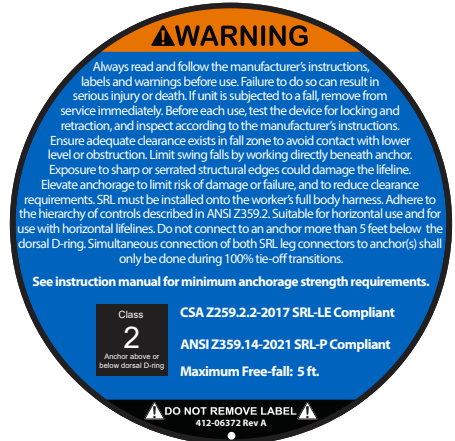 WARNING
Always read and follow the manufacturer's instructions,
labels and warnings before use. Failure to do so can result in
serious injury or death. If unit is subjected to a fall, remove from
service immediately. Before each use, test the device for locking and
retraction, and inspect according to the manufacturer's instructions.
Ensure adequate clearance exists in fall zone to avoid contact with lower
level or obstruction. Limit swing falls by working directly beneath anchor.
Exposure to sharp or serrated structural edges could damage the lifeline.
Elevate anchorage to limit risk of damage or failure, and to reduce clearance
requirements. SRL must be installed onto the worker's full body harness. Adhere to
the hierarchy of controls described in ANSI Z359.2. Suitable for horizontal use and for
use with horizontal lifelines. Do not connect to an anchor more than 5 feet below the
dorsal D-ring. Simultaneous connection of both SRL leg connectors to anchor(s) shall
only be done during 100% tie-off transitions.
See instruction manual for minimum anchorage strength requirements.
Class
2
Anchor above or
below dorsal D-ring
CSA Z259.2.2-2017 SRL-LE Compliant
ANSI Z359.14-2021 SRL-P Compliant
Maximum Free-fall: 5 ft.
DO NOT REMOVE LABEL
412-06372 Rev A